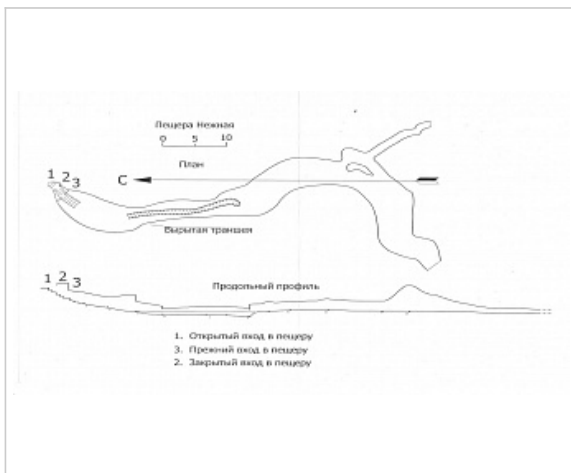 Пещера Нежная
0 5 10
План
1 2 3
С
Вырытая траншея
1 2 3
Продольный профиль
1. Открытый вход в пещеру
3. Прежний вход в пещеру
2. Закрытый вход в пещеру